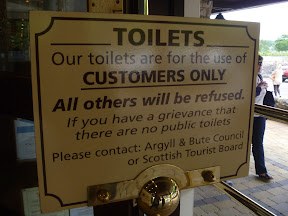 TOILETS
Our toilets are for the use of
CUSTOMERS ONLY
All others will be refused.
If you have a grievance that
there are no public toilets
Please contact: Argyll & Bute Council
or Scottish Tourist Board